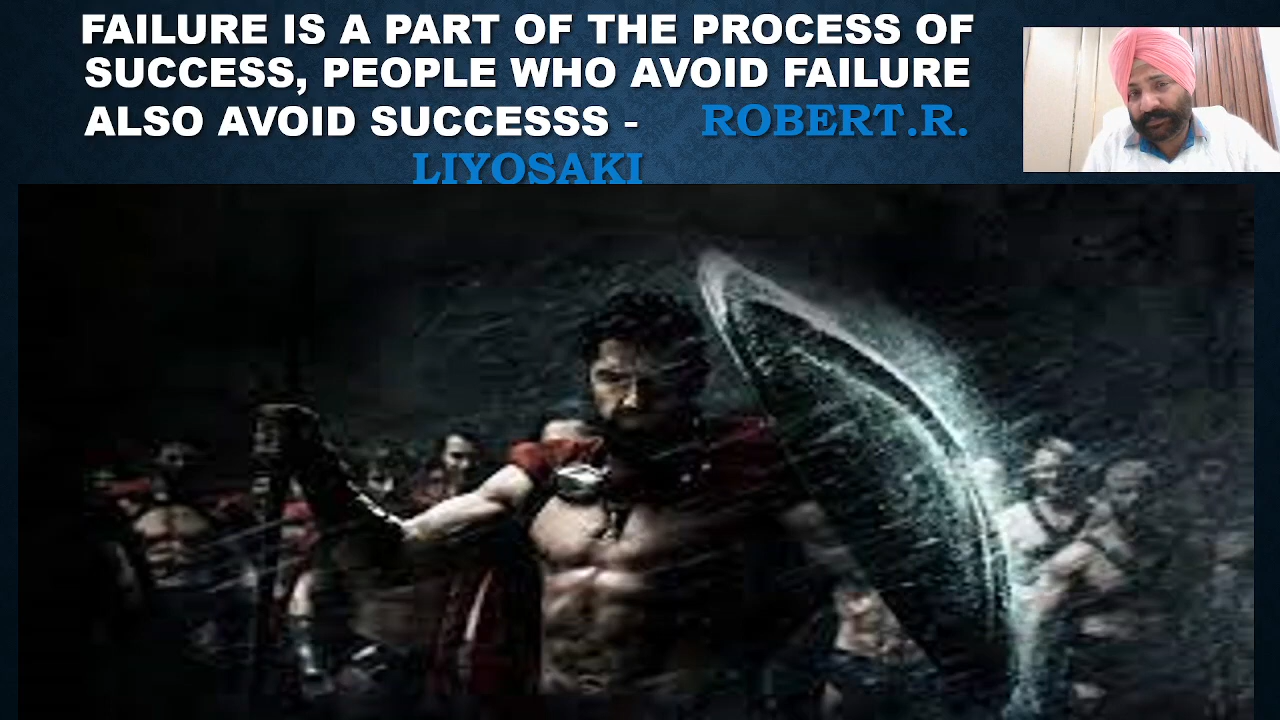 FAILURE IS A PART OF THE PROCESS OF
SUCCESS, PEOPLE WHO AVOID FAILURE
ALSO AVOID SUCCESSS - ROBERT.R.
LIYOSAKI